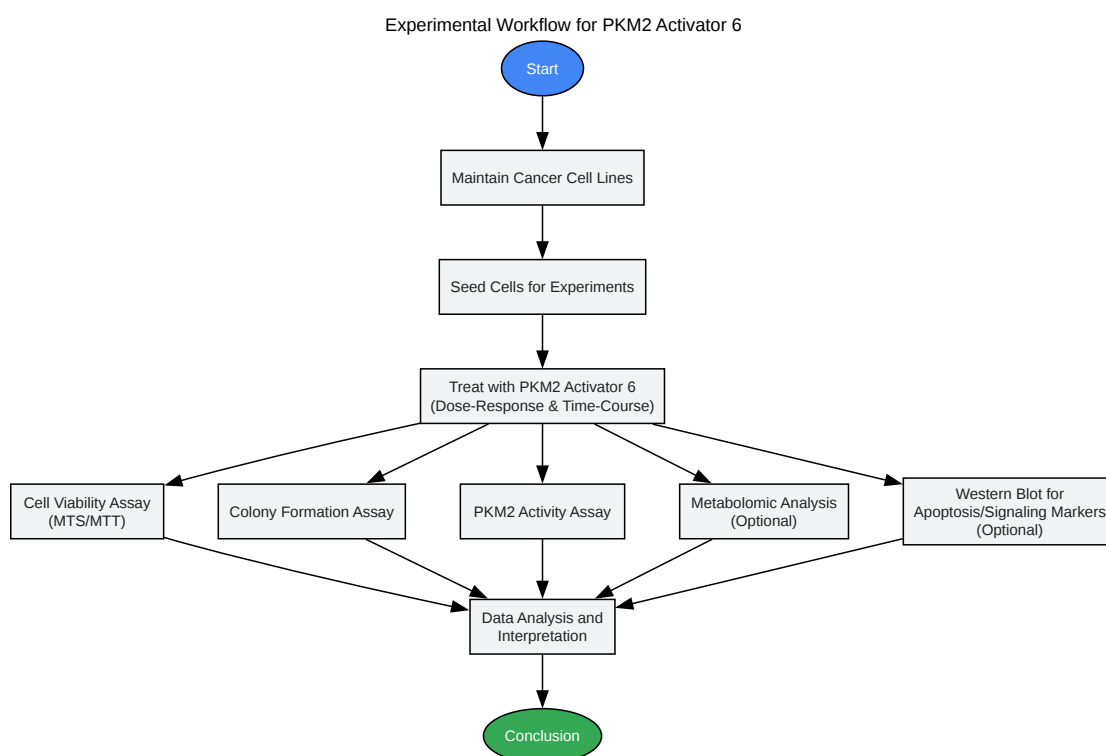 Experimental Workflow for PKM2 Activator 6
Start
Maintain Cancer Cell Lines
Seed Cells for Experiments
Treat with PKM2 Activator 6
(Dose-Response & Time-Course)
Cell Viability Assay
(MTS/MTT)
Colony Formation Assay
PKM2 Activity Assay
Metabolomic Analysis
(Optional)
Western Blot for
Apoptosis/Signaling Markers
(Optional)
Data Analysis and
Interpretation
Conclusion